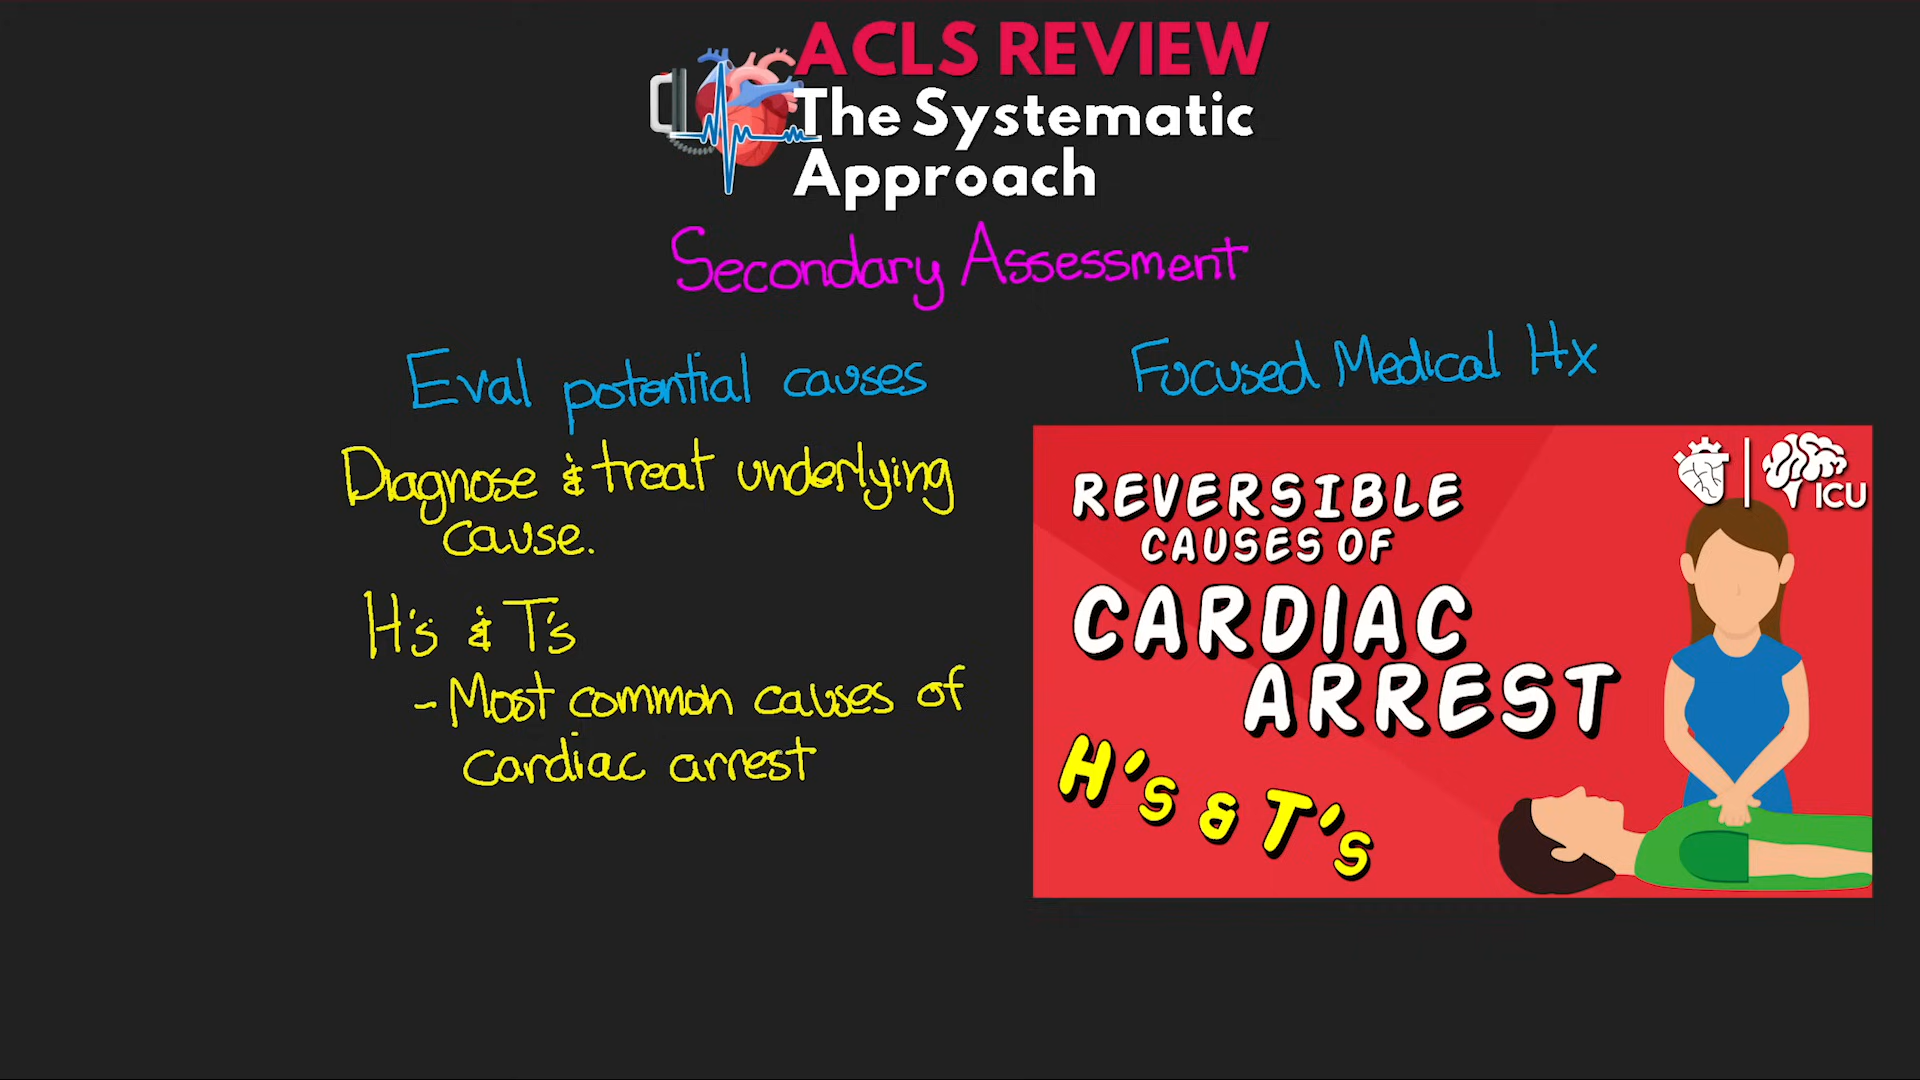 ACLS REVIEW
The Systematic
Approach
Secondary Assessment
Eval potential causes
Diagnose & treat underlying
cause.
H's & T's
- Most common causes of
cardiac arrest
Focused Medical Hx
ICU
REVERSIBLE
CAUSES OF
CARDIAC
ARREST
H's & T's